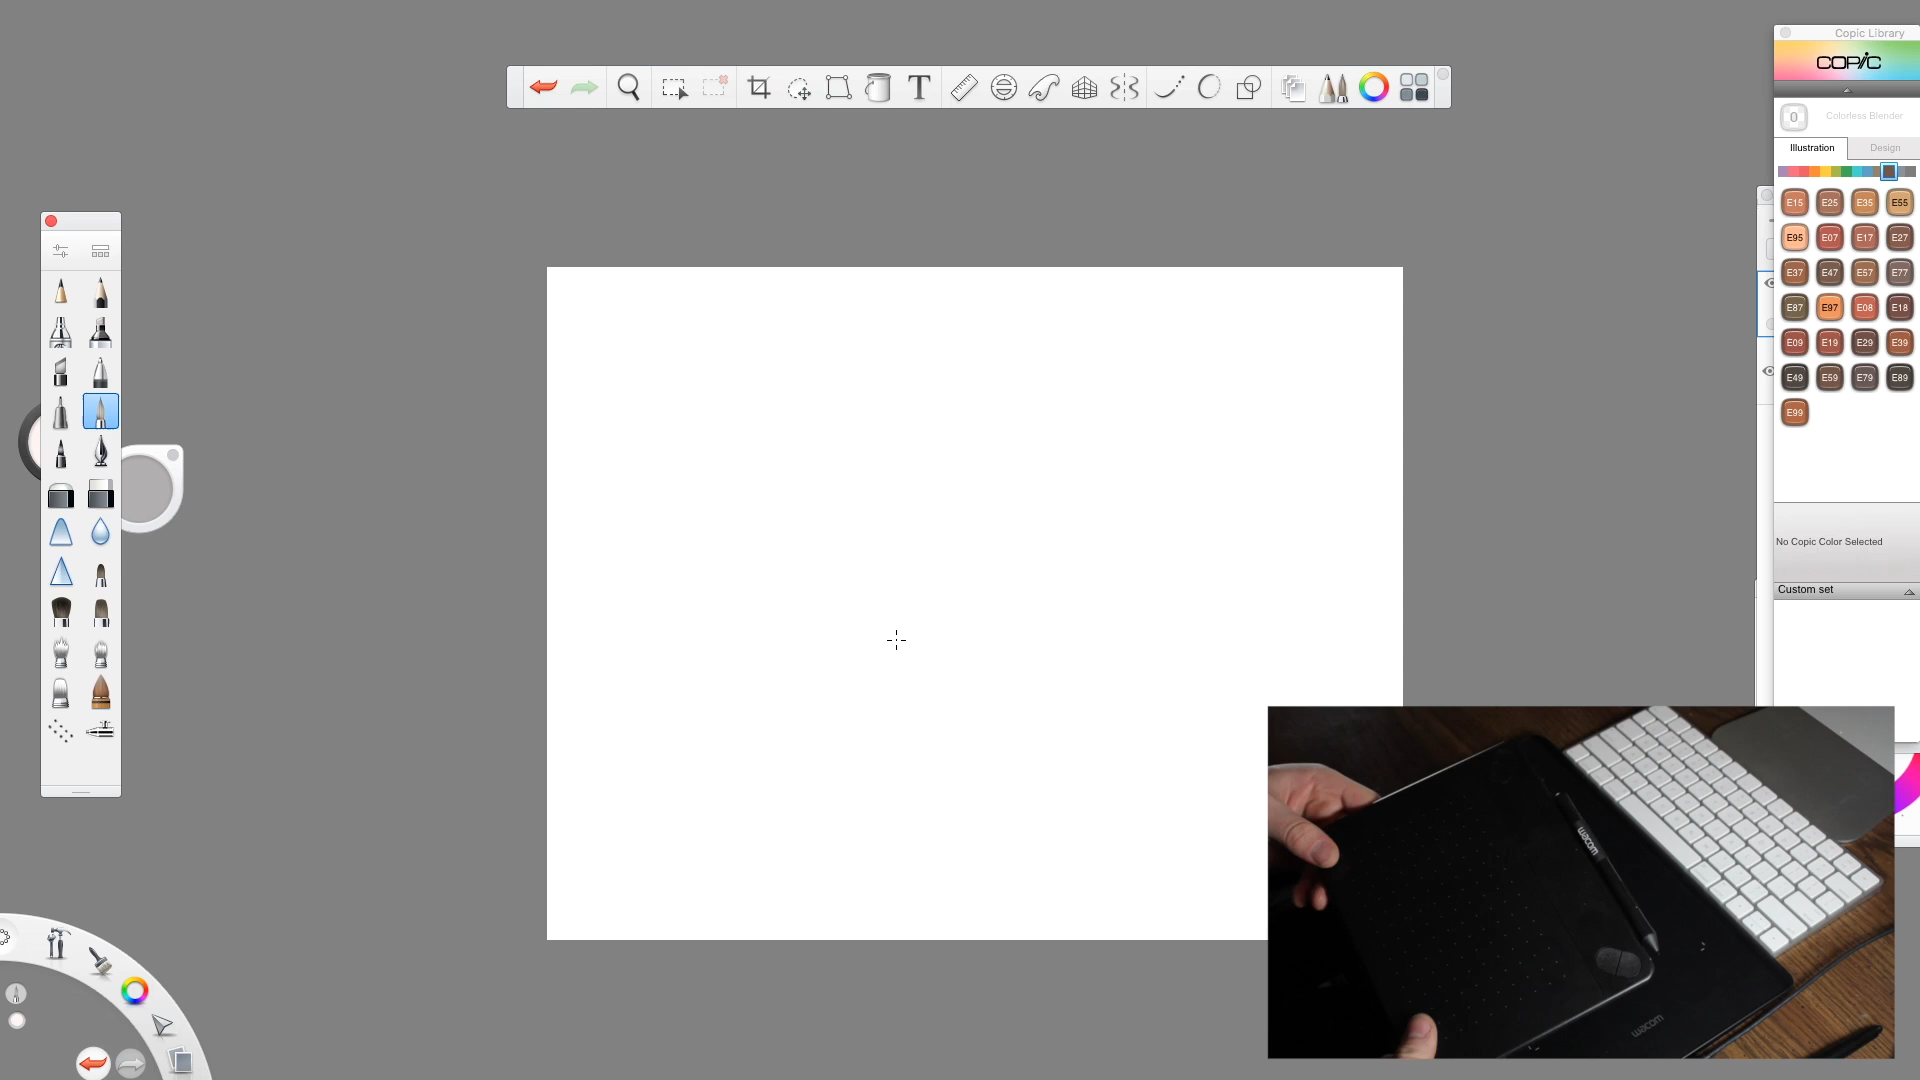 Copic Library
COPIC
0 Colorless Blender
Illustration Design
E15 E25 E35 E55
E95 E07 E17 E27
E37 E47 E57 E77
E87 E97 E08 E18
E09 E19 E29 E39
E49 E59 E79 E89
E99
No Copic Color Selected
Custom set
T
wacom
wacom